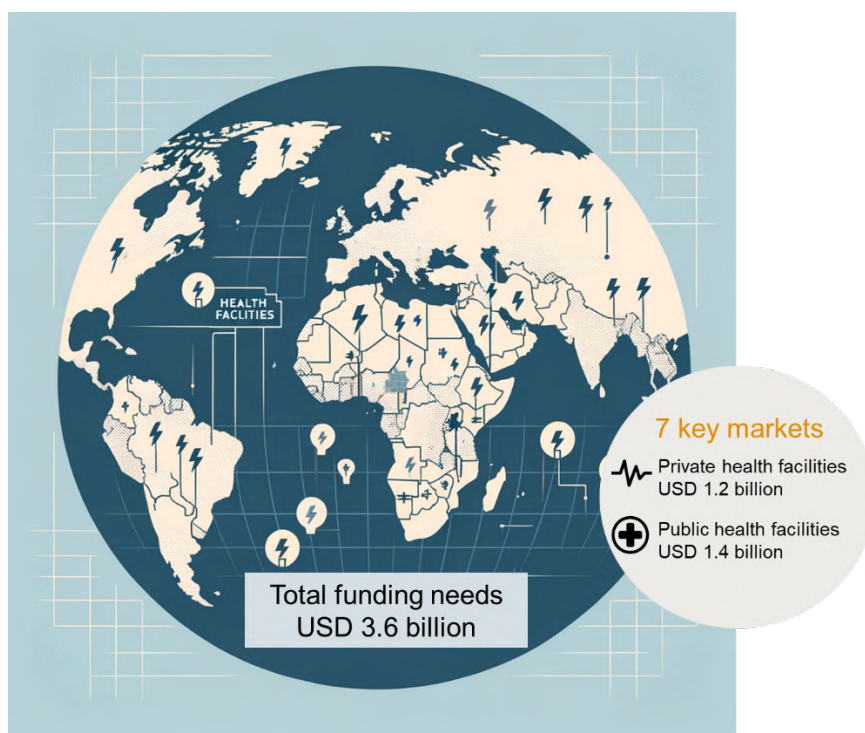 HEALTH
FACLITIES
7 key markets
Private health facilities
USD 1.2 billion
Public health facilities
USD 1.4 billion
Total funding needs
USD 3.6 billion